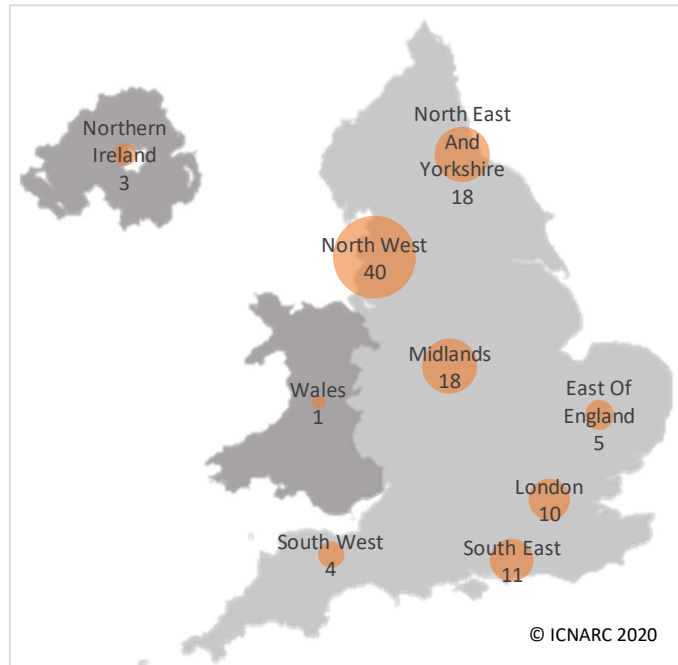 North East
And
Yorkshire
18
Northern
Ireland
3
North West
40
Midlands
18
Wales
1
East Of
England
5
London
10
South West
4
South East
11
© ICNARC 2020